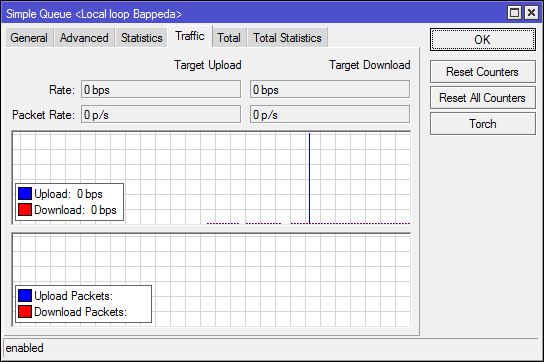 Simple Queue <Local loop Bappeda>
General Advanced Statistics Traffic Total Total Statistics
OK
Target Upload Target Download
Rate: 0 bps 0 bps
Reset Counters
Packet Rate: 0 p/s 0 p/s
Reset All Counters
Torch
Upload: 0 bps
Download: 0 bps
Upload Packets:
Download Packets:
enabled